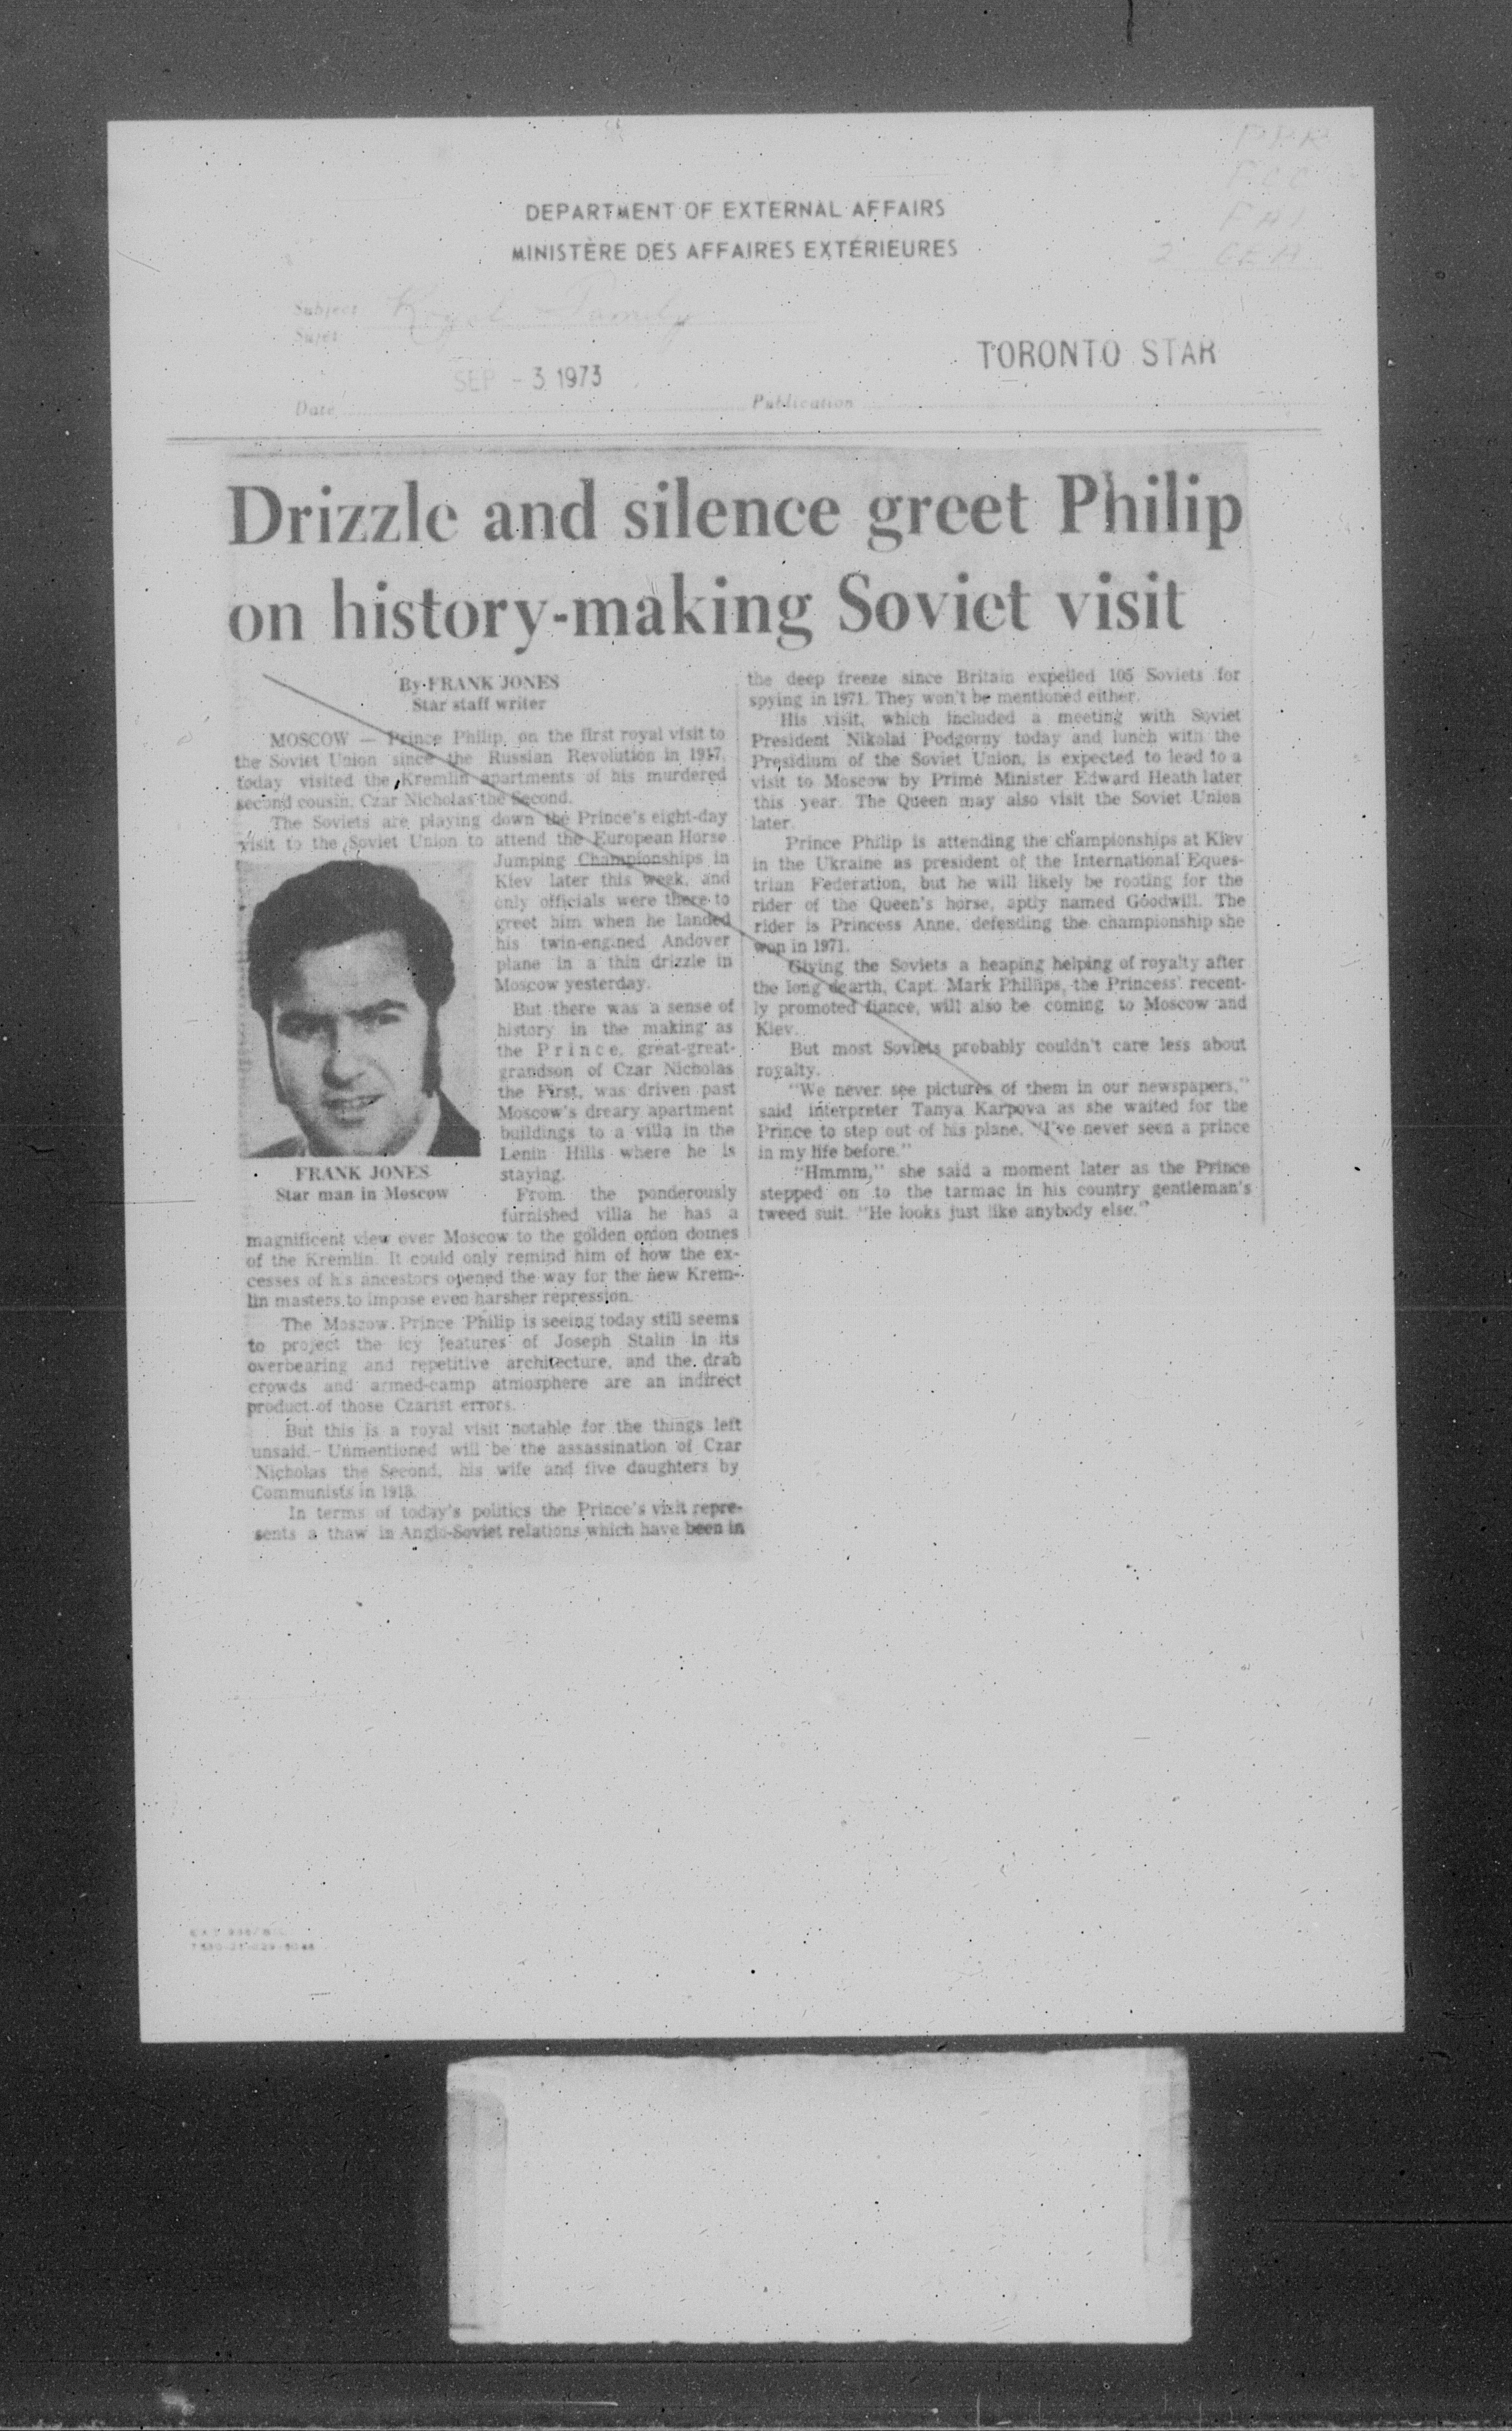 DEPARTMENT OF EXTERNAL AFFAIRS
MINISTÈRE DES AFFAIRES EXTÉRIEURES
Subject Royal Family
Sujet
TORONTO STAR
SEP - 3 1973
Date
Publication
Drizzle and silence greet Philip
on history-making Soviet visit
By FRANK JONES
Star staff writer
MOSCOW — Prince Philip, on the first royal visit to
the Soviet Union since the Russian Revolution in 1917,
today visited the Kremlin apartments of his murdered
second cousin, Czar Nicholas the Second.
The Soviets are playing down the Prince's eight-day
visit to the Soviet Union to attend the European Horse
Jumping Championships in
Kiev later this week, and
only officials were there to
greet him when he landed
his twin-engined Andover
plane in a thin drizzle in
Moscow yesterday.
But there was a sense of
history in the making as
the Prince, great-great-
grandson of Czar Nicholas
the First, was driven past
Moscow's dreary apartment
buildings to a villa in the
Lenin Hills where he is
staying.
FRANK JONES
Star man in Moscow
From the ponderously
furnished villa he has a
magnificent view over Moscow to the golden onion domes
of the Kremlin. It could only remind him of how the ex-
cesses of his ancestors opened the way for the new Krem-
lin masters to impose even harsher repression.
The Moscow Prince Philip is seeing today still seems
to project the icy features of Joseph Stalin in its
overbearing and repetitive architecture, and the drab
crowds and armed-camp atmosphere are an indirect
product of those Czarist errors.
But this is a royal visit notable for the things left
unsaid. Unmentioned will be the assassination of Czar
Nicholas the Second, his wife and five daughters by
Communists in 1918.
In terms of today's politics the Prince's visit repre-
sents a thaw in Anglo-Soviet relations which have been in
the deep freeze since Britain expelled 105 Soviets for
spying in 1971. They won't be mentioned either.
His visit, which included a meeting with Soviet
President Nikolai Podgorny today and lunch with the
Presidium of the Soviet Union, is expected to lead to a
visit to Moscow by Prime Minister Edward Heath later
this year. The Queen may also visit the Soviet Union
later.
Prince Philip is attending the championships at Kiev
in the Ukraine as president of the International Eques-
trian Federation, but he will likely be rooting for the
rider of the Queen's horse, aptly named Goodwill. The
rider is Princess Anne, defending the championship she
won in 1971.
Giving the Soviets a heaping helping of royalty after
the long dearth, Capt. Mark Phillips, the Princess' recent-
ly promoted fiance, will also be coming to Moscow and
Kiev.
But most Soviets probably couldn't care less about
royalty.
"We never see pictures of them in our newspapers,"
said interpreter Tanya Karpova as she waited for the
Prince to step out of his plane. "I've never seen a prince
in my life before."
"Hmmm," she said a moment later as the Prince
stepped on to the tarmac in his country gentleman's
tweed suit. "He looks just like anybody else."